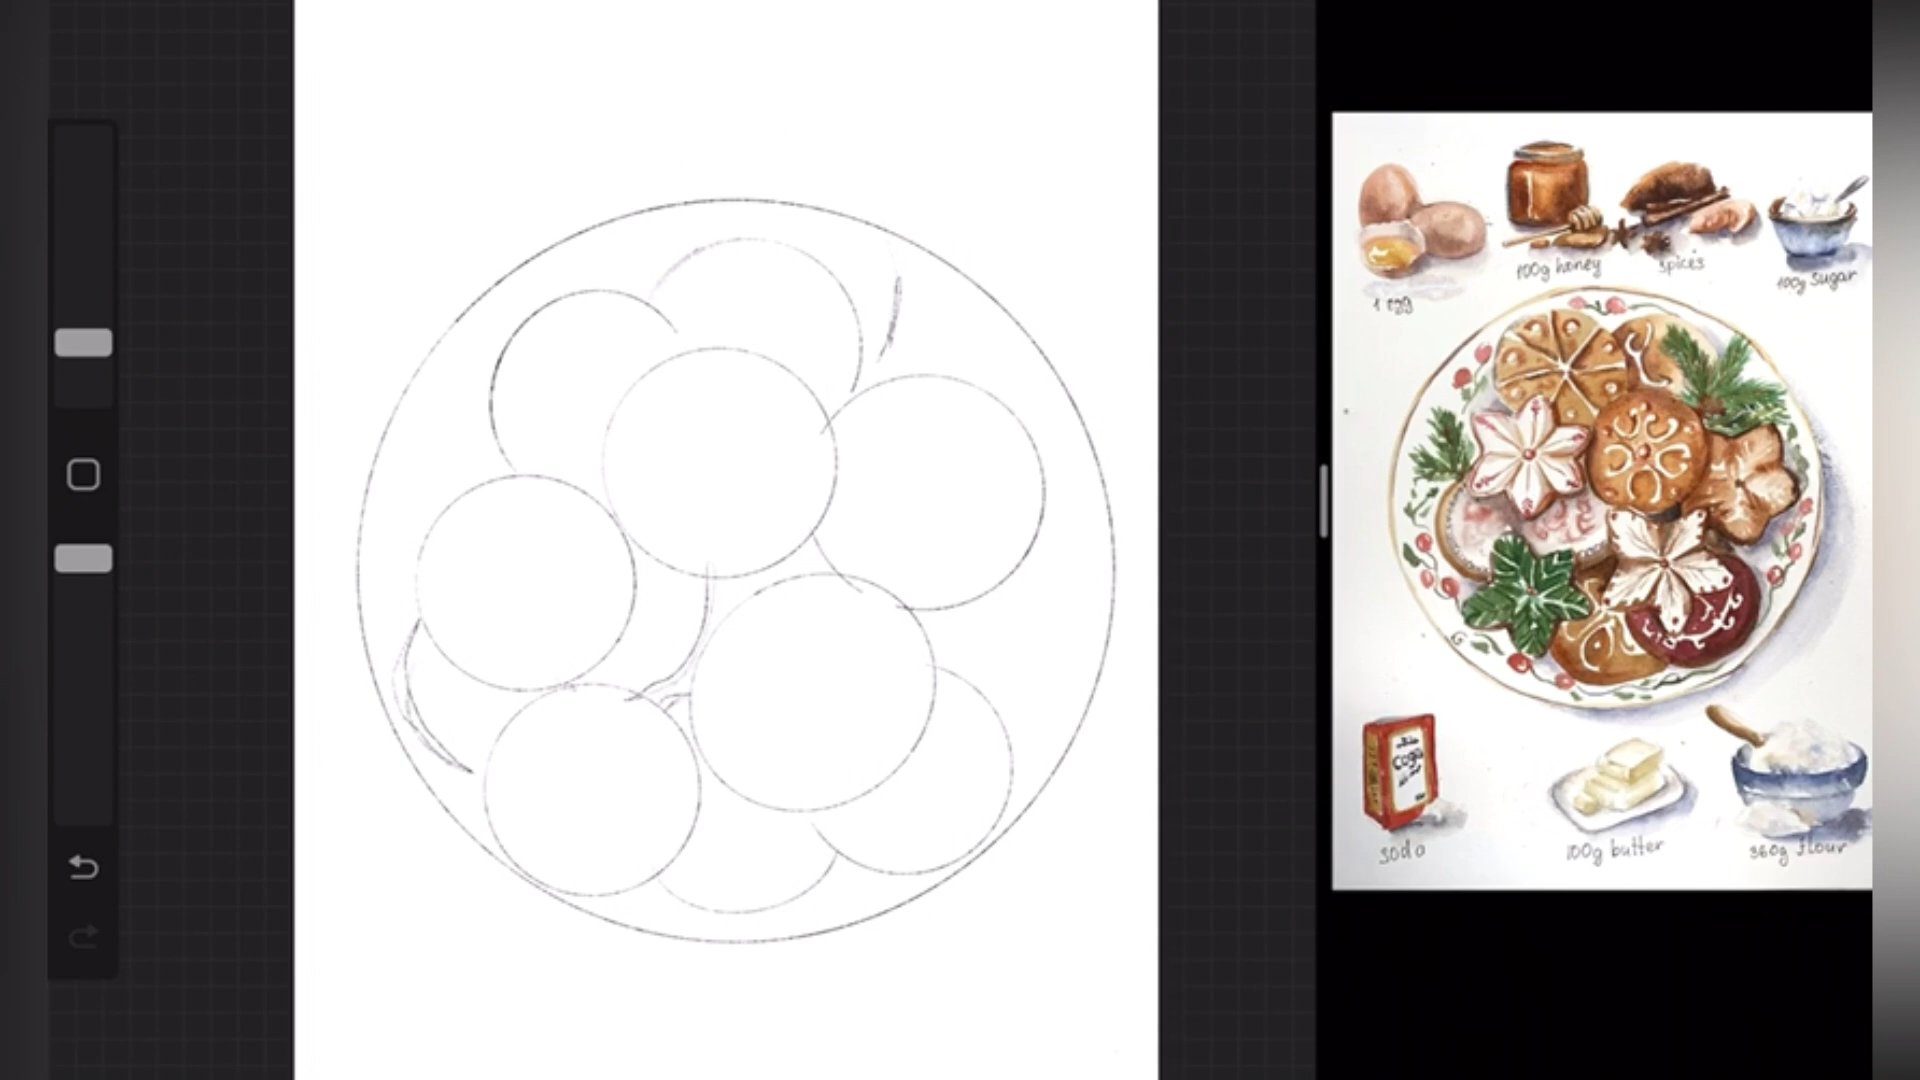 1 egg
100g honey
spices
100g sugar
soda
100g butter
360g flour